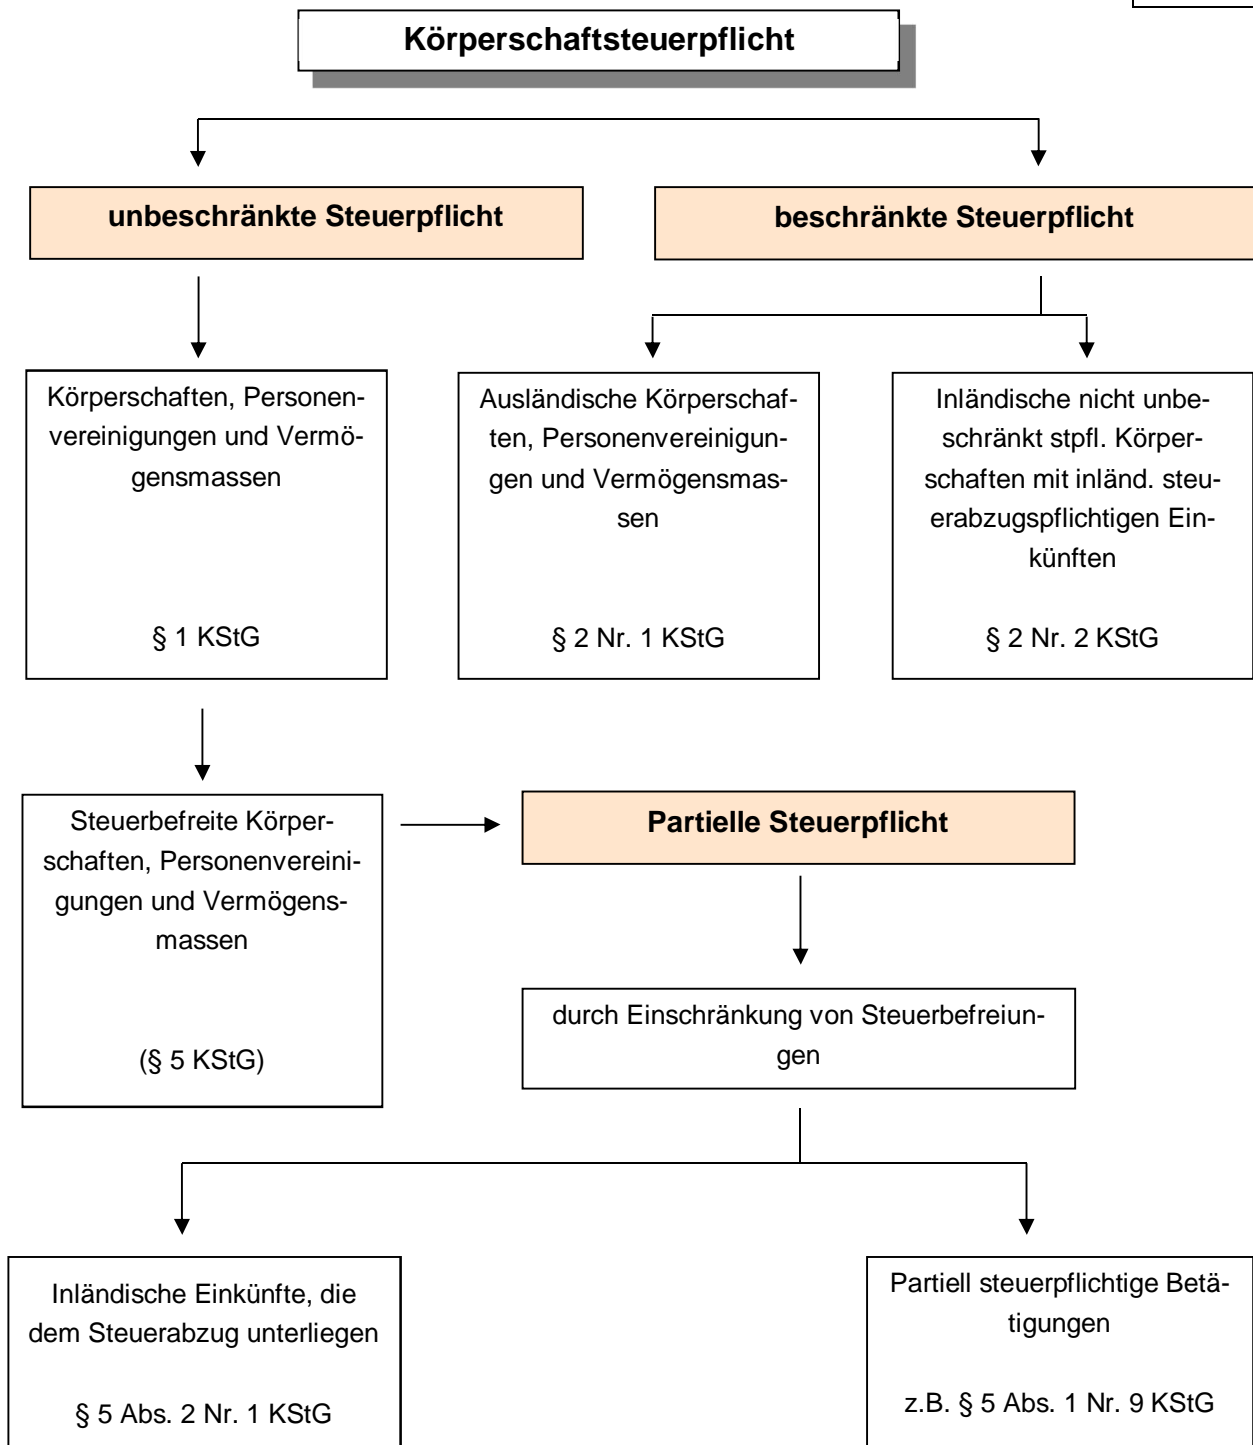 Körperschaftsteuerpflicht
unbeschränkte Steuerpflicht
beschränkte Steuerpflicht
Körperschaften, Personen-
vereinigungen und Vermö-
gensmassen
§ 1 KStG
Ausländische Körperschaf-
ten, Personenvereinigun-
gen und Vermögensmas-
sen
§ 2 Nr. 1 KStG
Inländische nicht unbe-
schränkt stpfl. Körper-
schaften mit inländ. steu-
erabzugspflichtigen Ein-
künften
§ 2 Nr. 2 KStG
Steuerbefreite Körper-
schaften, Personenvereini-
gungen und Vermögens-
massen
(§ 5 KStG)
Partielle Steuerpflicht
durch Einschränkung von Steuerbefreiun-
gen
Inländische Einkünfte, die
dem Steuerabzug unterliegen
§ 5 Abs. 2 Nr. 1 KStG
Partiell steuerpflichtige Betä-
tigungen
z.B. § 5 Abs. 1 Nr. 9 KStG